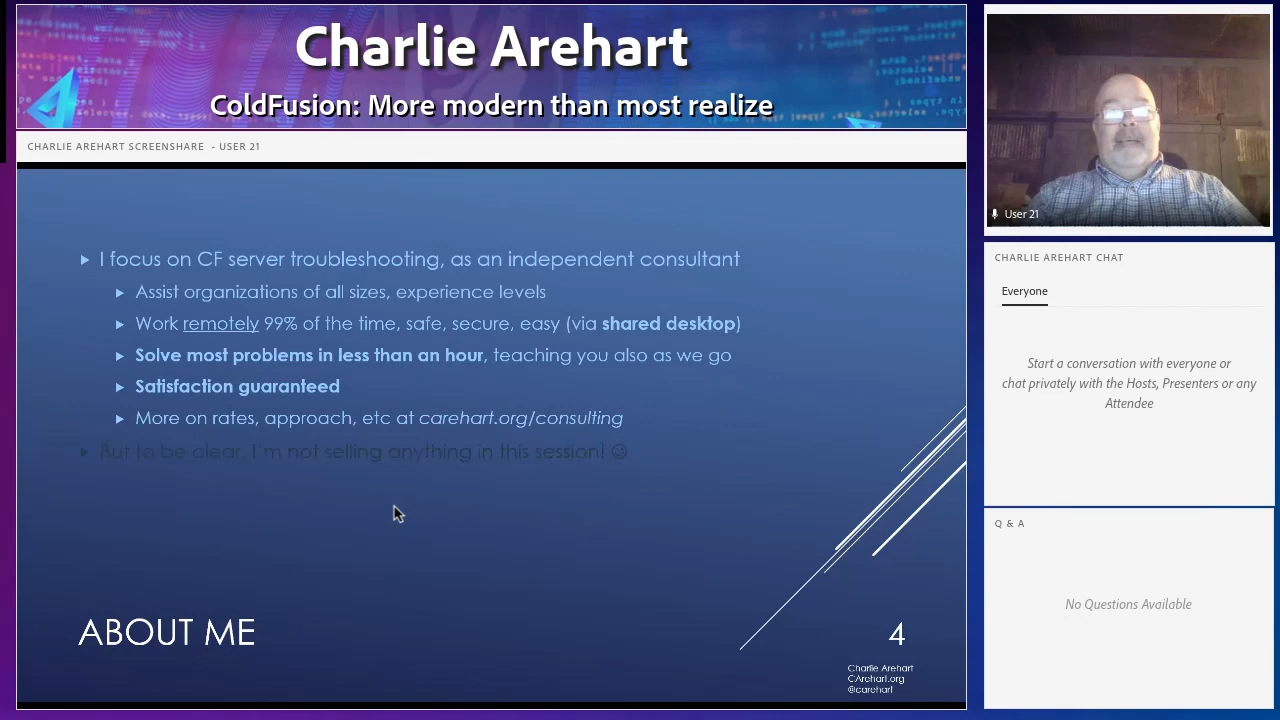 Charlie Arehart
ColdFusion: More modern than most realize
CHARLIE AREHART SCREENSHARE - USER 21
I focus on CF server troubleshooting, as an independent consultant
Assist organizations of all sizes, experience levels
Work remotely 99% of the time, safe, secure, easy (via shared desktop)
Solve most problems in less than an hour, teaching you also as we go
Satisfaction guaranteed
More on rates, approach, etc at carehart.org/consulting
But to be clear, I'm not selling anything in this session! ☺
ABOUT ME
4
Charlie Arehart
CArehart.org
@carehart
User 21
CHARLIE AREHART CHAT
Everyone
Start a conversation with everyone or
chat privately with the Hosts, Presenters or any
Attendee
Q & A
No Questions Available